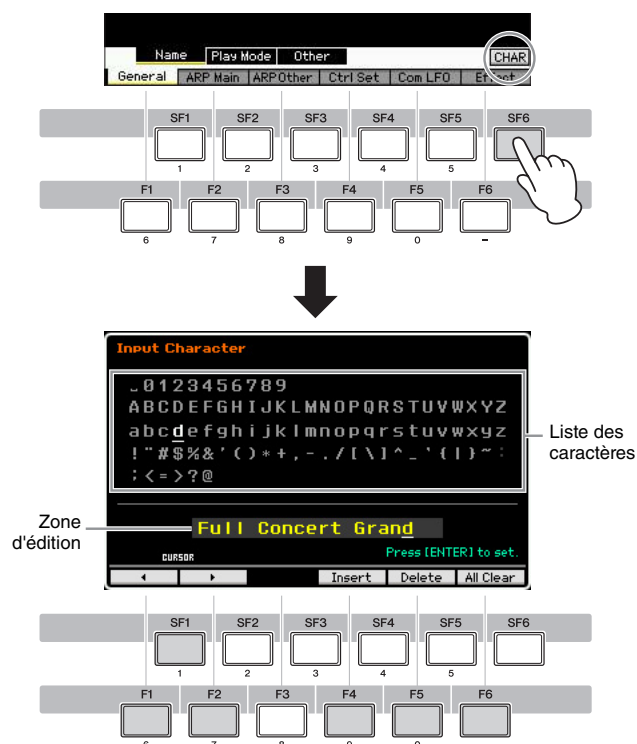 Name Play Mode Other CHAR
General ARP Main ARP Other Ctrl Set Com LFO Effect
SF1 SF2 SF3 SF4 SF5 SF6
1 2 3 4 5
F1 F2 F3 F4 F5 F6
6 7 8 9 0 –
Input Character
˽0123456789
ABCDEFGHIJKLMNOPQRSTUVWXYZ
abcdefghijklmnopqrstuvwxyz
!"#$%&'()*+,-./[\]^_`{|}~:
;<=>?@
Liste des
caractères
Zone
d'édition
Full Concert Grand
CURSOR Press [ENTER] to set.
Insert Delete All Clear
SF1 SF2 SF3 SF4 SF5 SF6
1 2 3 4 5
F1 F2 F3 F4 F5 F6